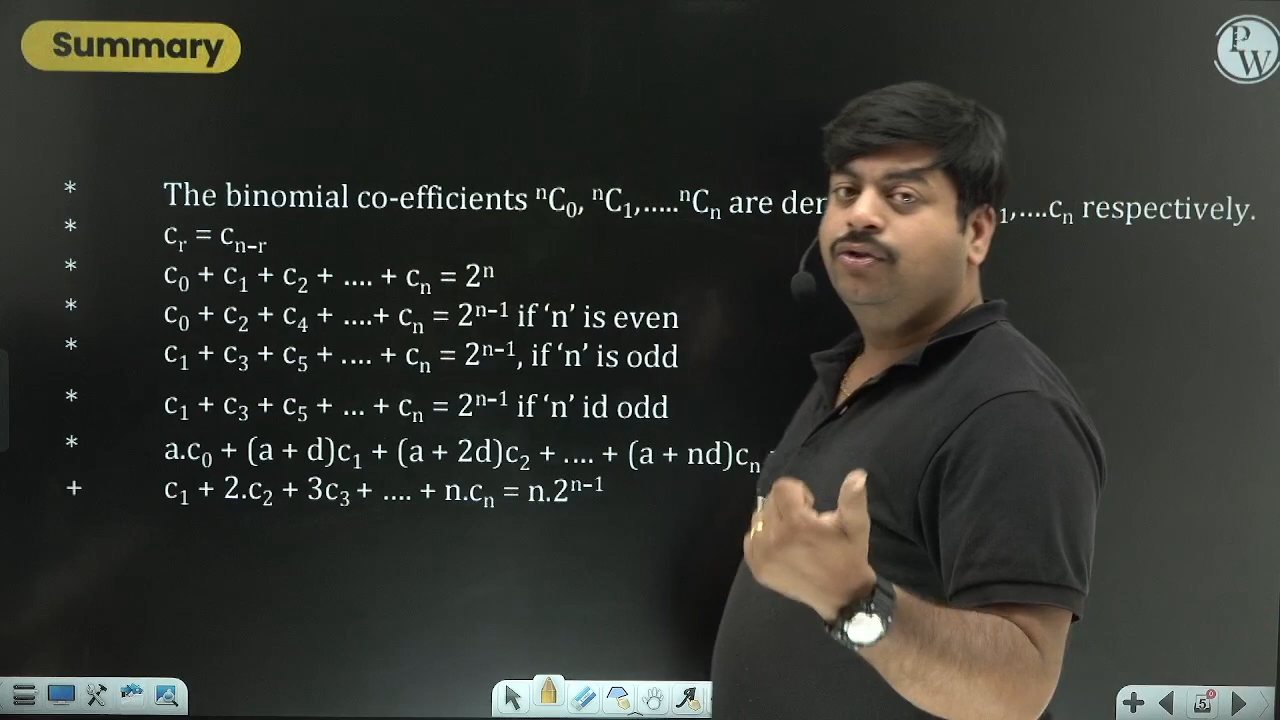 Summary
PW
* The binomial co-efficients ⁿC₀, ⁿC₁,.....ⁿCₙ are ₁,....cₙ respectively.
* cᵣ = cₙ₋ᵣ
* c₀ + c₁ + c₂ + .... + cₙ = 2ⁿ
* c₀ + c₂ + c₄ + ....+ cₙ = 2ⁿ⁻¹ if ‘n’ is even
* c₁ + c₃ + c₅ + .... + cₙ = 2ⁿ⁻¹, if ‘n’ is odd
* c₁ + c₃ + c₅ + ... + cₙ = 2ⁿ⁻¹ if ‘n’ id odd
* a.c₀ + (a + d)c₁ + (a + 2d)c₂ + .... + (a + nd)cₙ
+ c₁ + 2.c₂ + 3c₃ + .... + n.cₙ = n.2ⁿ⁻¹
5